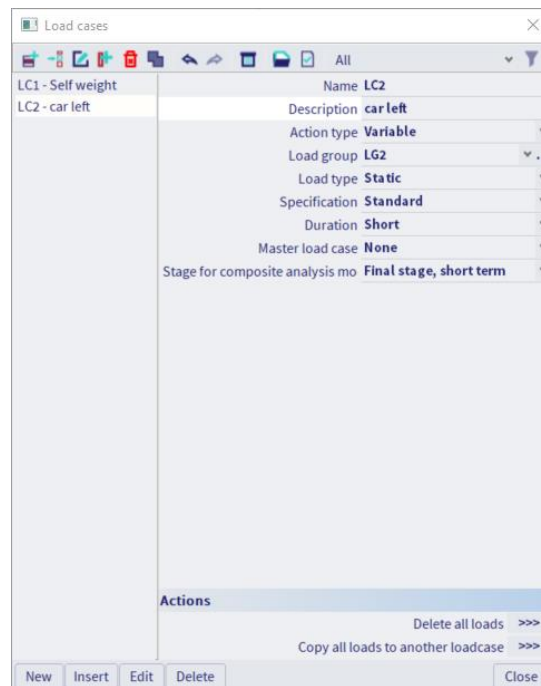 Load cases
All
LC1 - Self weight
LC2 - car left
Name LC2
Description car left
Action type Variable
Load group LG2
Load type Static
Specification Standard
Duration Short
Master load case None
Stage for composite analysis mo Final stage, short term
Actions
Delete all loads >>>
Copy all loads to another loadcase >>>
New Insert Edit Delete Close